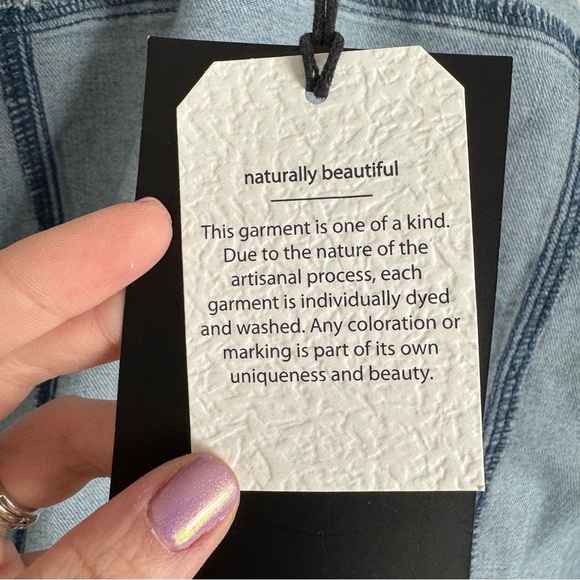 naturally beautiful
This garment is one of a kind.
Due to the nature of the
artisanal process, each
garment is individually dyed
and washed. Any coloration or
marking is part of its own
uniqueness and beauty.